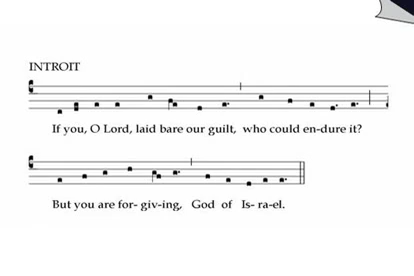 INTROIT
If you, O Lord, laid bare our guilt, who could en-dure it?
But you are for- giv-ing, God of Is- ra-el.